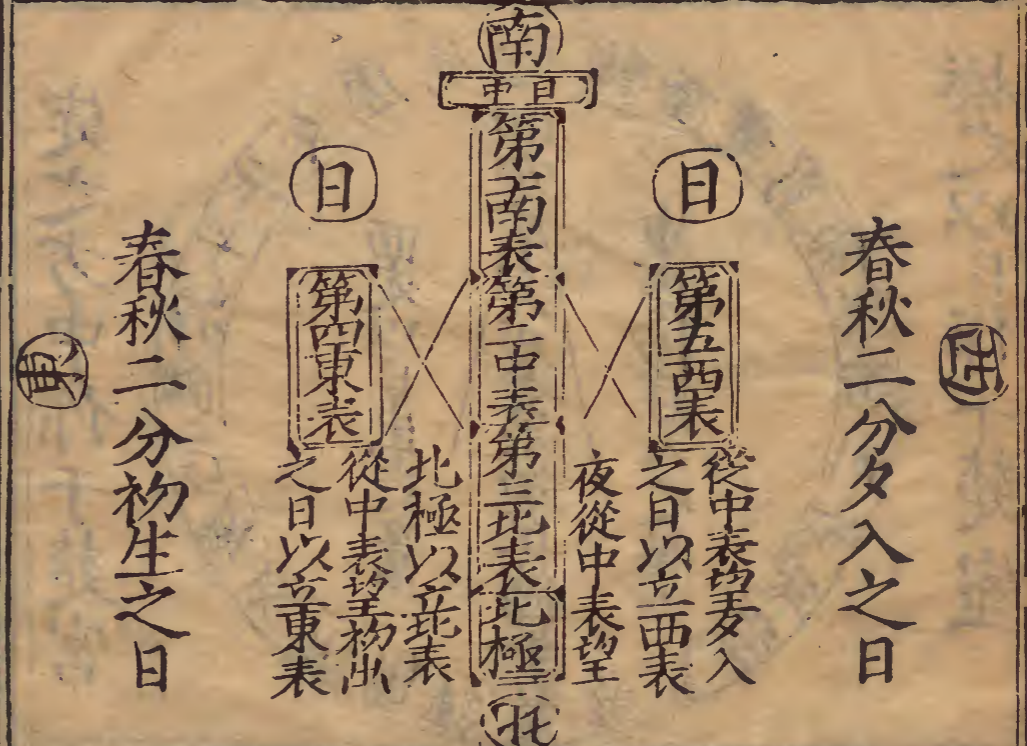 南
日中
第一南表第二中表第三北表北極
北
西
春秋二分夕入之日
日
第五西表
從中表望夕入
之日以立西表
夜從中表望
北極以立北表
日
第四東表
從中表望初出
之日以立東表
春秋二分初生之日
東